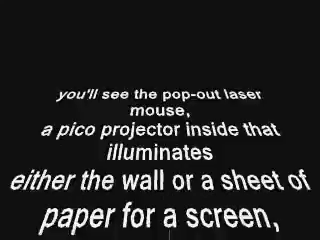 you'll see the pop-out laser
mouse,
a pico projector inside that
illuminates
either the wall or a sheet of
paper for a screen,